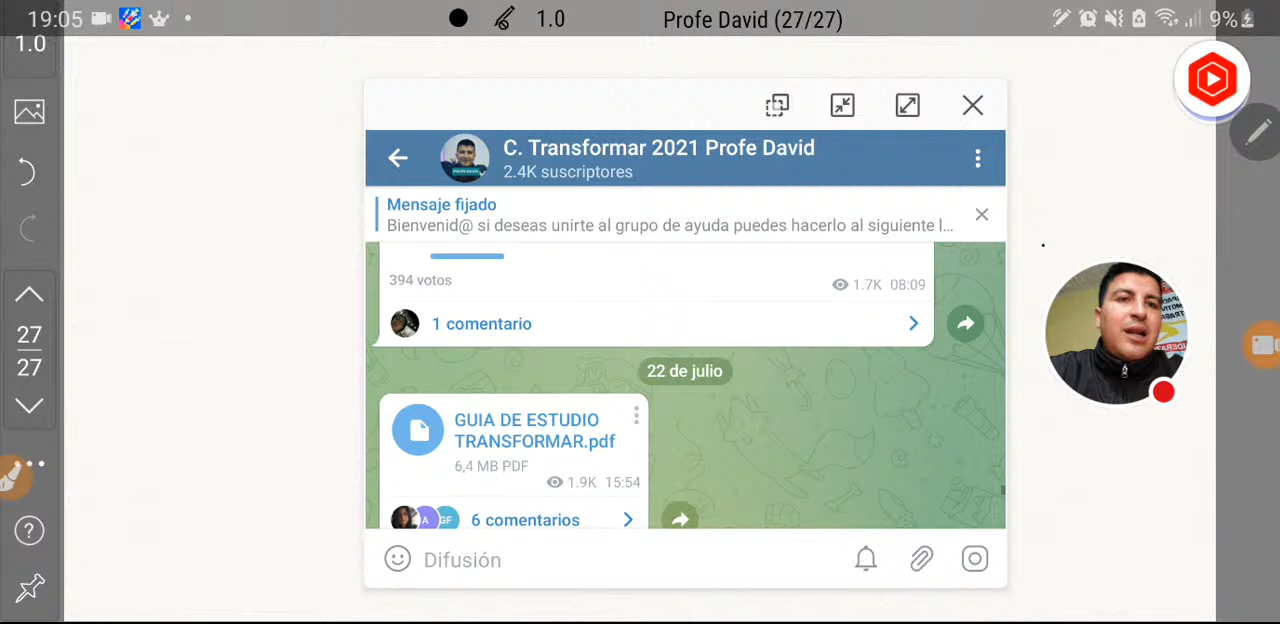 19:05
1.0
Profe David (27/27)
9%
1.0
C. Transformar 2021 Profe David
2.4K suscriptores
Mensaje fijado
Bienvenid@ si deseas unirte al grupo de ayuda puedes hacerlo al siguiente l...
394 votos
1.7K 08:09
1 comentario
22 de julio
27
27
GUIA DE ESTUDIO
TRANSFORMAR.pdf
6,4 MB PDF
1.9K 15:54
A
GF
6 comentarios
Difusión